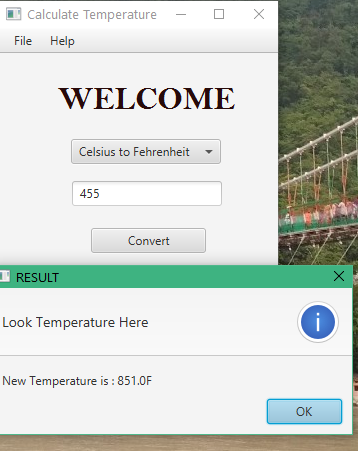 Calculate Temperature
File Help
WELCOME
Celsius to Fehrenheit
455
Convert
RESULT
Look Temperature Here
i
New Temperature is : 851.0F
OK